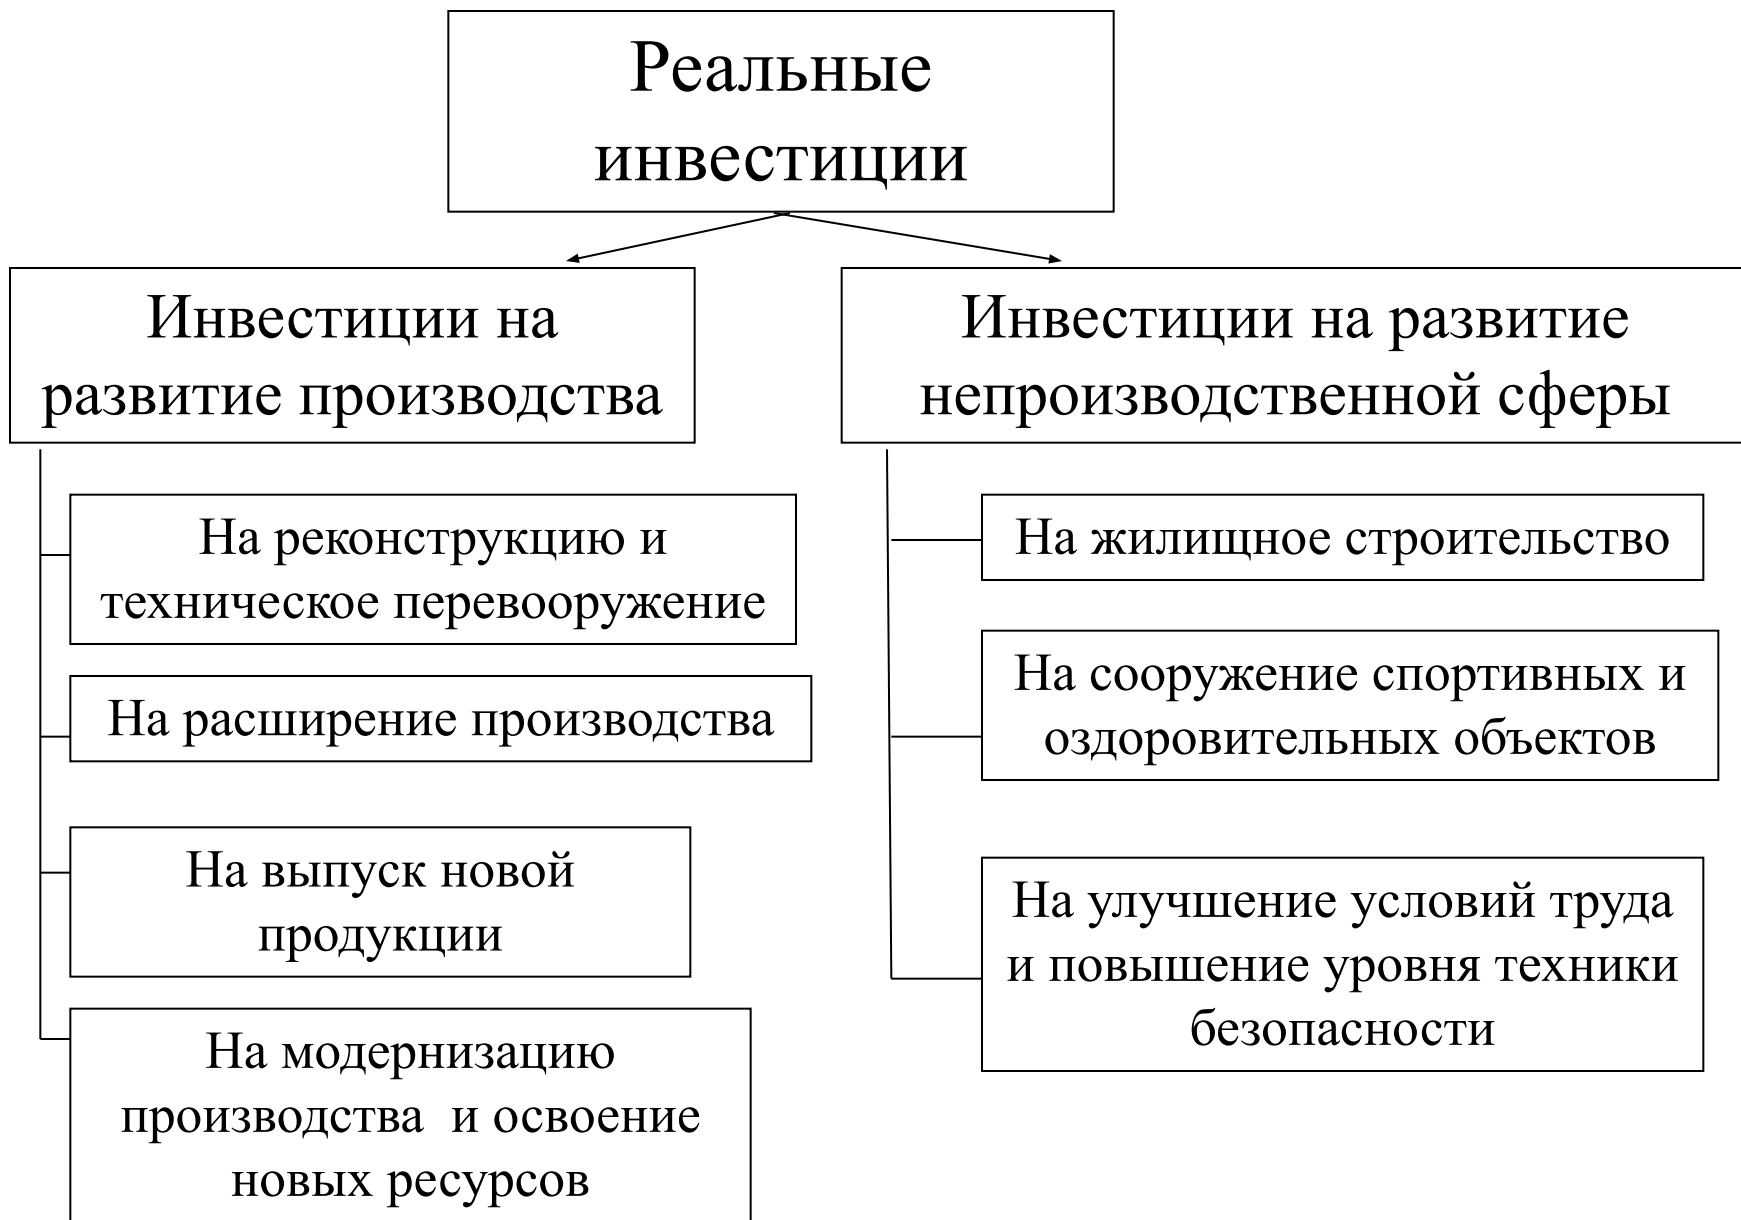 Реальные
инвестиции
Инвестиции на
развитие производства
Инвестиции на развитие
непроизводственной сферы
На реконструкцию и
техническое перевооружение
На расширение производства
На выпуск новой
продукции
На модернизацию
производства  и освоение
новых ресурсов
На жилищное строительство
На сооружение спортивных и
оздоровительных объектов
На улучшение условий труда
и повышение уровня техники
безопасности